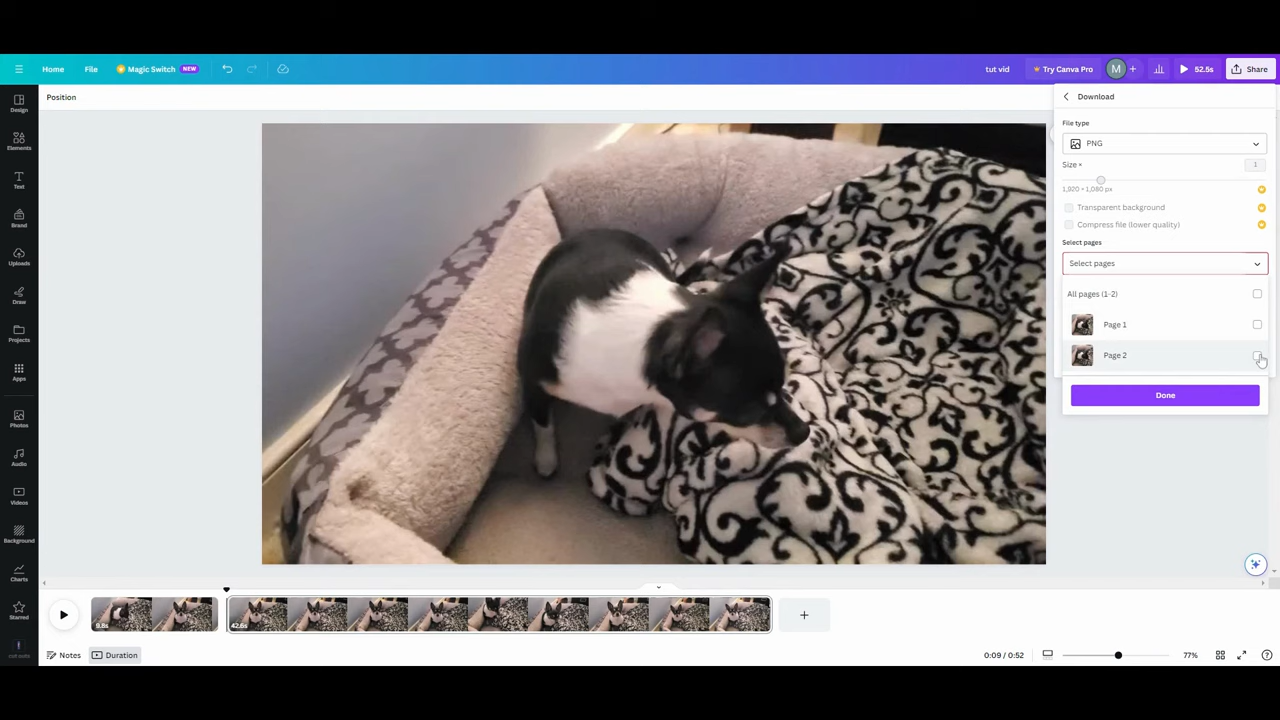 Home File Magic Switch NEW tut vid Try Canva Pro M 52.5s Share
Position
Design
Elements
Text
Brand
Uploads
Draw
Projects
Apps
Photos
Audio
Videos
Background
Charts
Starred
Download
File type
PNG
Size × 1
1,920 × 1,080 px
Transparent background
Compress file (lower quality)
Select pages
Select pages
All pages (1-2)
Page 1
Page 2
Done
9.8s 42.6s
Notes Duration 0:09 / 0:52 77%